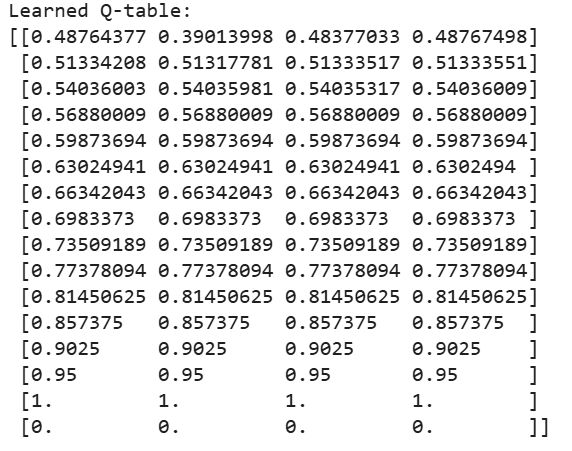 Learned Q-table:
[[0.48764377 0.39013998 0.48377033 0.48767498]
[0.51334208 0.51317781 0.51333517 0.51333551]
[0.54036003 0.54035981 0.54035317 0.54036009]
[0.56880009 0.56880009 0.56880009 0.56880009]
[0.59873694 0.59873694 0.59873694 0.59873694]
[0.63024941 0.63024941 0.63024941 0.6302494 ]
[0.66342043 0.66342043 0.66342043 0.66342043]
[0.6983373  0.6983373  0.6983373  0.6983373 ]
[0.73509189 0.73509189 0.73509189 0.73509189]
[0.77378094 0.77378094 0.77378094 0.77378094]
[0.81450625 0.81450625 0.81450625 0.81450625]
[0.857375   0.857375   0.857375   0.857375  ]
[0.9025     0.9025     0.9025     0.9025    ]
[0.95       0.95       0.95       0.95      ]
[1.         1.         1.         1.        ]
[0.         0.         0.         0.        ]]